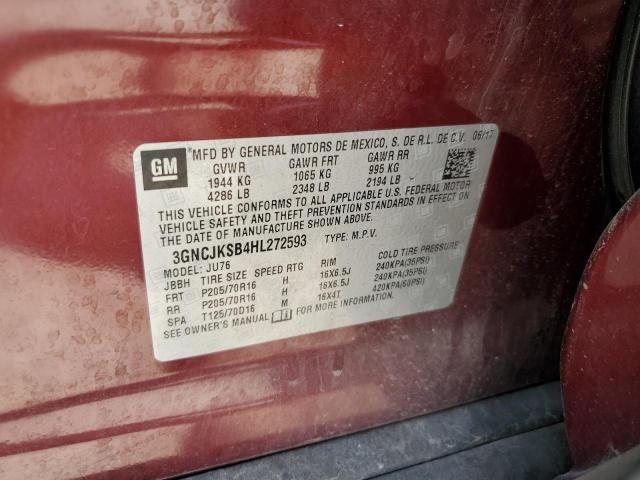 GM
MFD BY GENERAL MOTORS DE MEXICO, S. DE R.L. DE C.V. 06/17
GVWR GAWR FRT GAWR RR
1944 KG 1065 KG 995 KG
4286 LB 2348 LB 2194 LB
THIS VEHICLE CONFORMS TO ALL APPLICABLE U.S. FEDERAL MOTOR
VEHICLE SAFETY AND THEFT PREVENTION STANDARDS IN EFFECT ON
THE DATE OF MANUFACTURE SHOWN ABOVE.
3GNCJKSB4HL272593 TYPE: M.P.V.
MODEL: JU76
JBBH TIRE SIZE SPEED RTG RIM COLD TIRE PRESSURE
FRT P205/70R16 H 16X6.5J 240KPA(35PSI)
RR P205/70R16 H 16X6.5J 240KPA(35PSI)
SPA T125/70D16 M 16X4T 420KPA(60PSI)
SEE OWNER'S MANUAL FOR MORE INFORMATION.